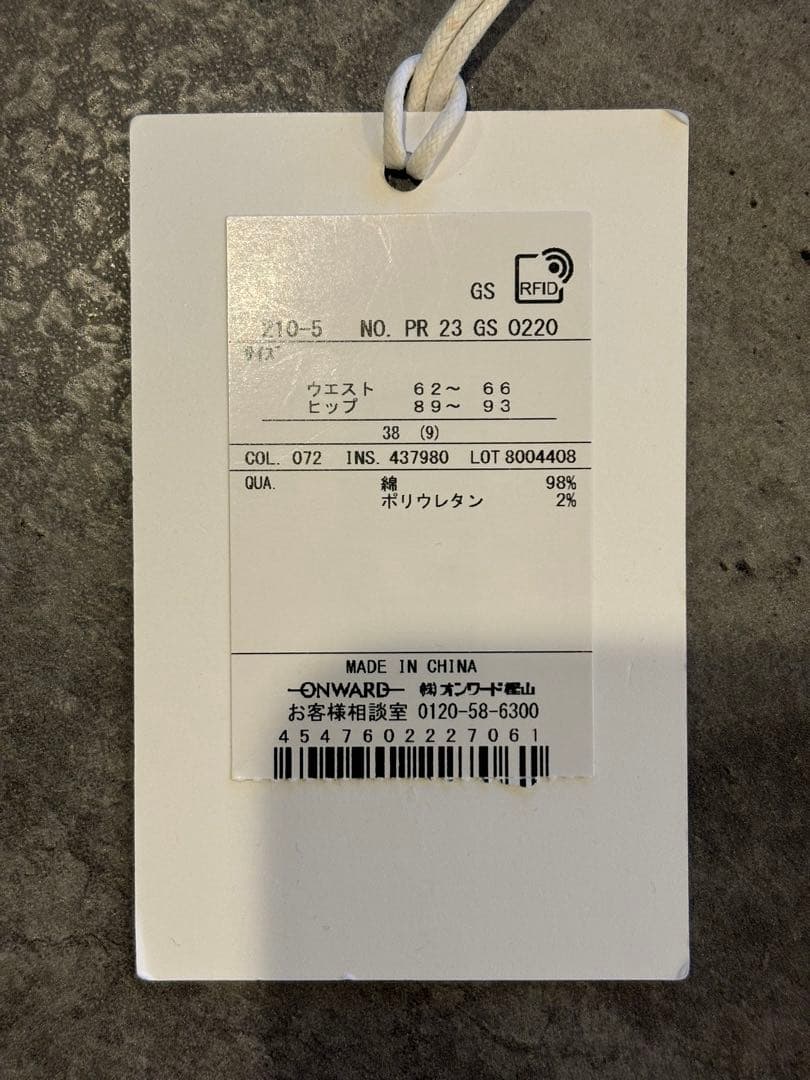 GS RFID
210-5 NO. PR 23 GS 0220
サイズ
ウエスト 62～ 66
ヒップ 89～ 93
38 (9)
COL. 072 INS. 437980 LOT 8004408
QUA. 綿 98%
ポリウレタン 2%
MADE IN CHINA
ONWARD ㈱オンワード樫山
お客様相談室 0120-58-6300
4547602227061